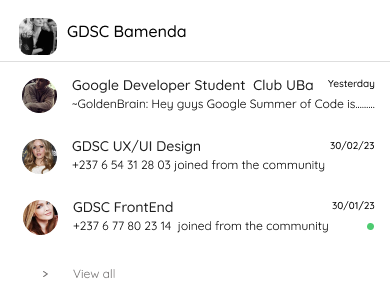 GDSC Bamenda
Google Developer Student Club UBa Yesterday
~GoldenBrain: Hey guys Google Summer of Code is.........
GDSC UX/UI Design 30/02/23
+237 6 54 31 28 03 joined from the community
GDSC FrontEnd 30/01/23
+237 6 77 80 23 14 joined from the community
> View all